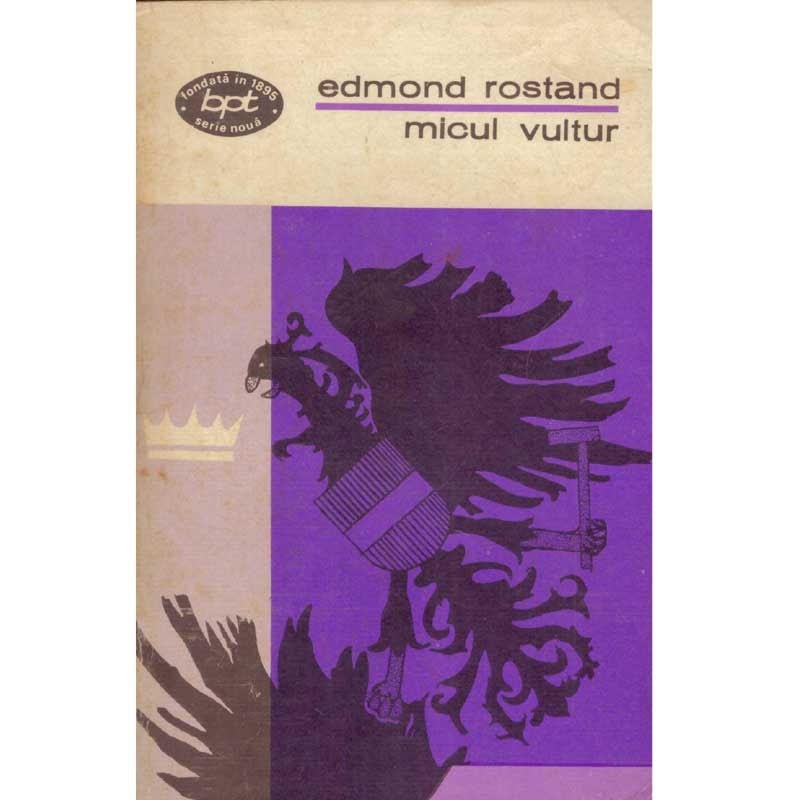 fondată în 1895
bpt
serie nouă
edmond rostand
micul vultur